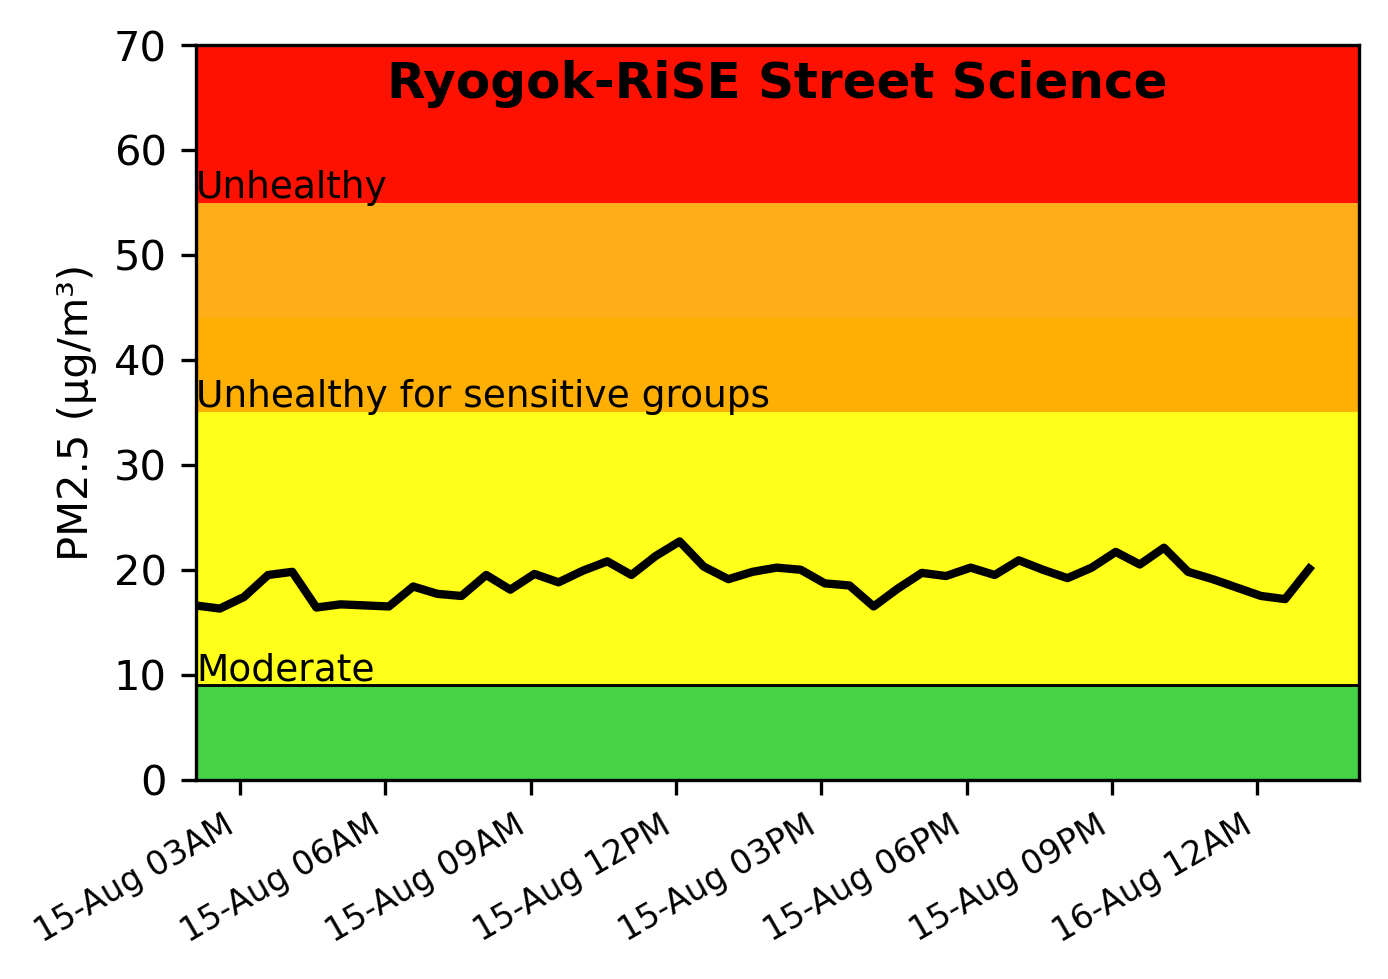 Ryogok-RiSE Street Science
PM2.5 (µg/m³)
70
60
50
40
30
20
10
0
Unhealthy
Unhealthy for sensitive groups
Moderate
15-Aug 03AM
15-Aug 06AM
15-Aug 09AM
15-Aug 12PM
15-Aug 03PM
15-Aug 06PM
15-Aug 09PM
16-Aug 12AM